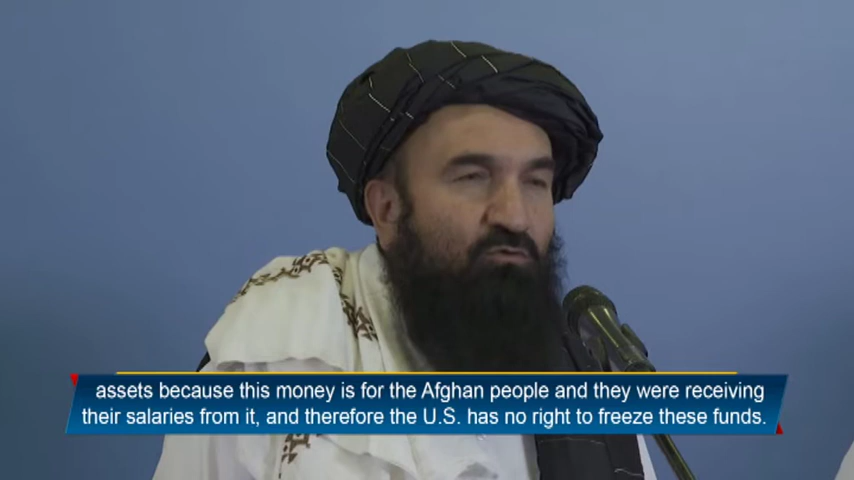 assets because this money is for the Afghan people and they were receiving
their salaries from it, and therefore the U.S. has no right to freeze these funds.